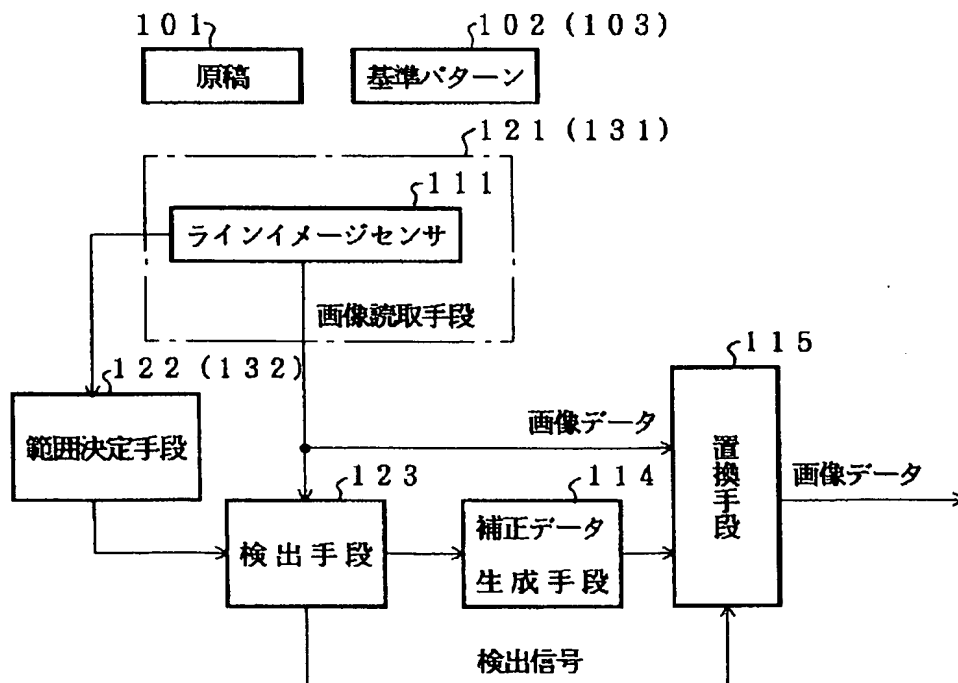 101
102(103)
原稿
基準パターン
121(131)
111
ラインイメージセンサ
画像読取手段
122(132)
115
範囲決定手段
画像データ
置換手段
画像データ
123
114
検出手段
補正データ
生成手段
検出信号